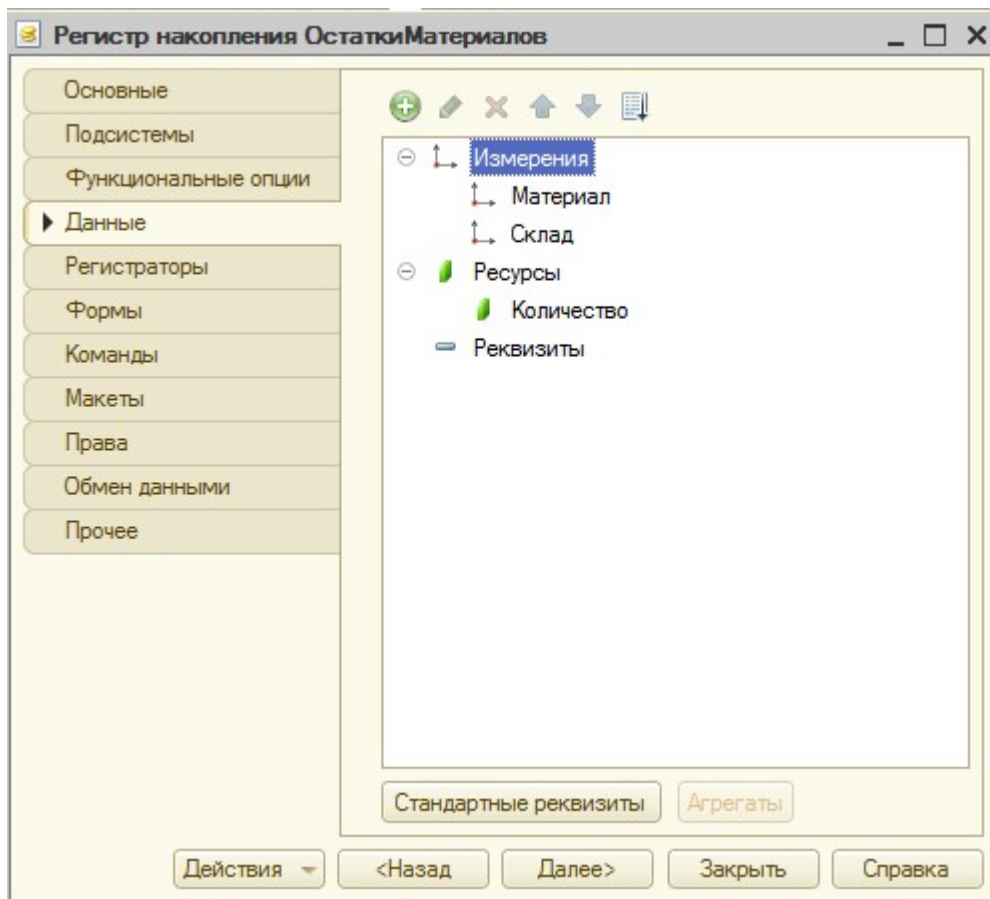 Регистр накопления ОстаткиМатериалов
Основные
Подсистемы
Функциональные опции
Данные
Регистраторы
Формы
Команды
Макеты
Права
Обмен данными
Прочее
Измерения
Материал
Склад
Ресурсы
Количество
Реквизиты
Стандартные реквизиты Агрегаты
Действия <Назад Далее> Закрыть Справка